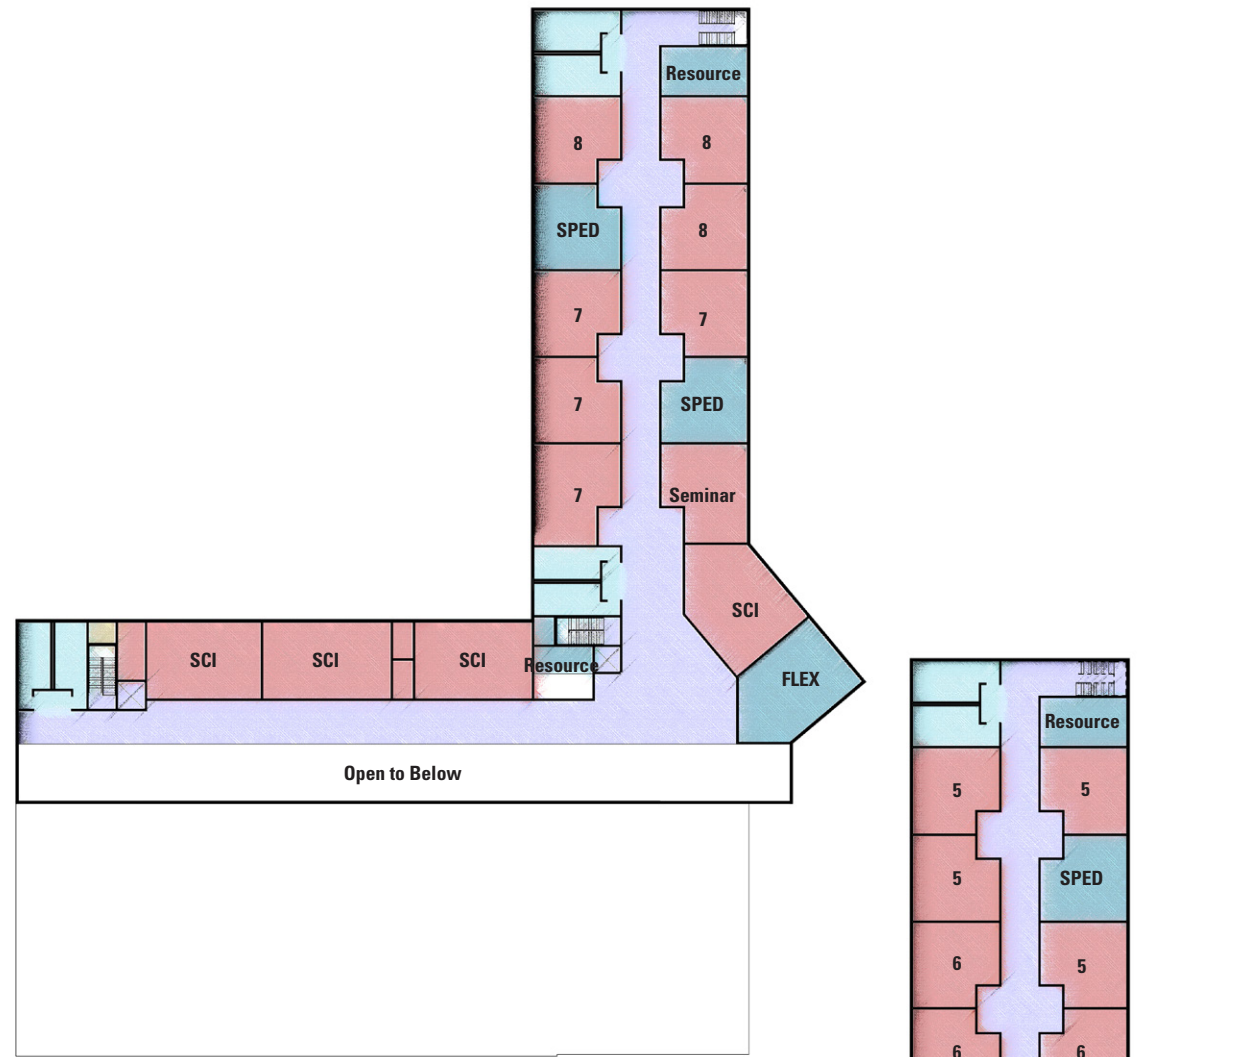 Resource
8
8
SPED
8
7
7
7
SPED
7
Seminar
SCI
SCI
SCI
SCI
Resource
FLEX
Open to Below
Resource
5
5
5
SPED
6
5
6
6